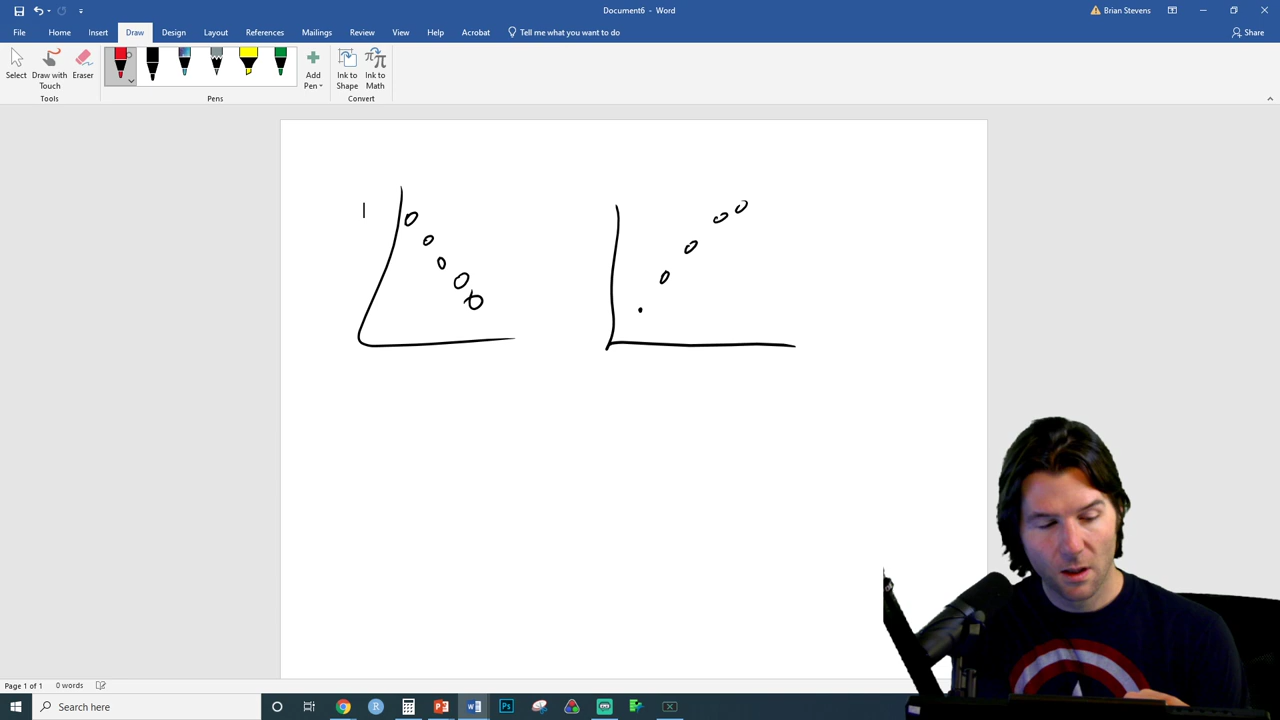 Document6 - Word
Brian Stevens
File Home Insert Draw Design Layout References Mailings Review View Help Acrobat Tell me what you want to do Share
Select
Draw with Touch
Eraser
Add Pen
Ink to Shape
Ink to Math
Tools
Pens
Convert
Page 1 of 1 0 words
Search here